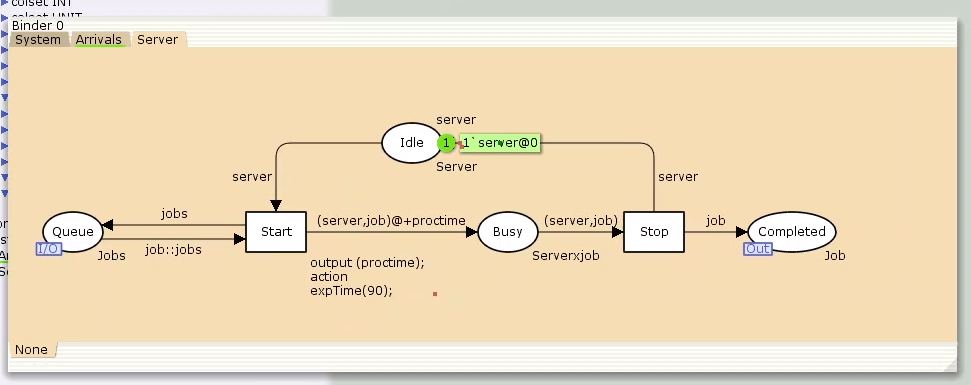 colset INT
colset UNIT
Binder 0
System Arrivals Server
server
Idle 1 1`server@0
Server
server server
jobs (server,job)@+proctime (server,job) job
Queue Start Busy Stop Completed
I/O Out
job::jobs
Jobs Serverxjob Job
output (proctime);
action
expTime(90);
None